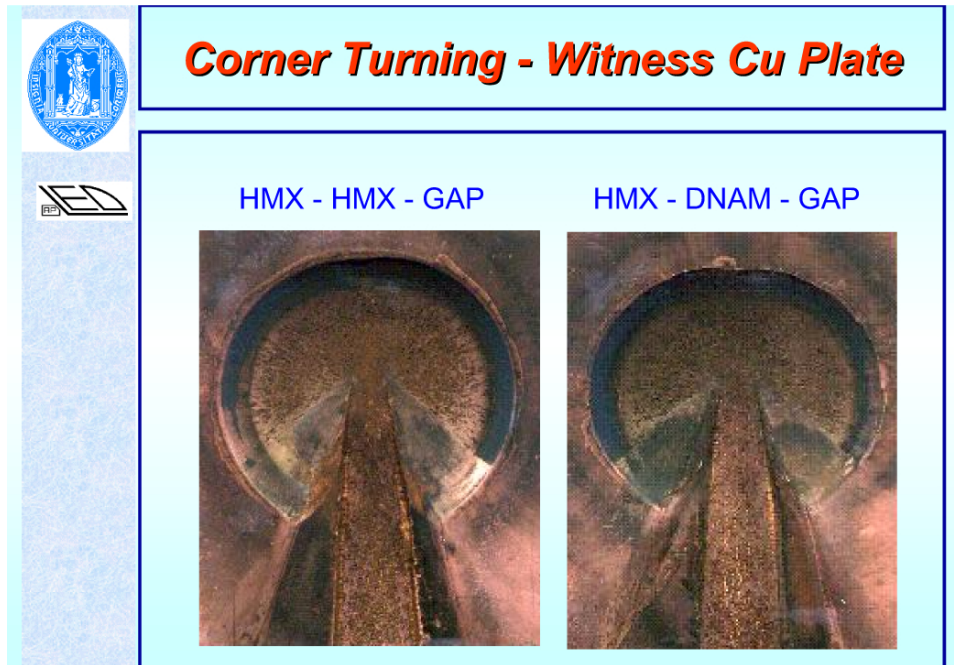 Corner Turning - Witness Cu Plate
HMX - HMX - GAP
HMX - DNAM - GAP